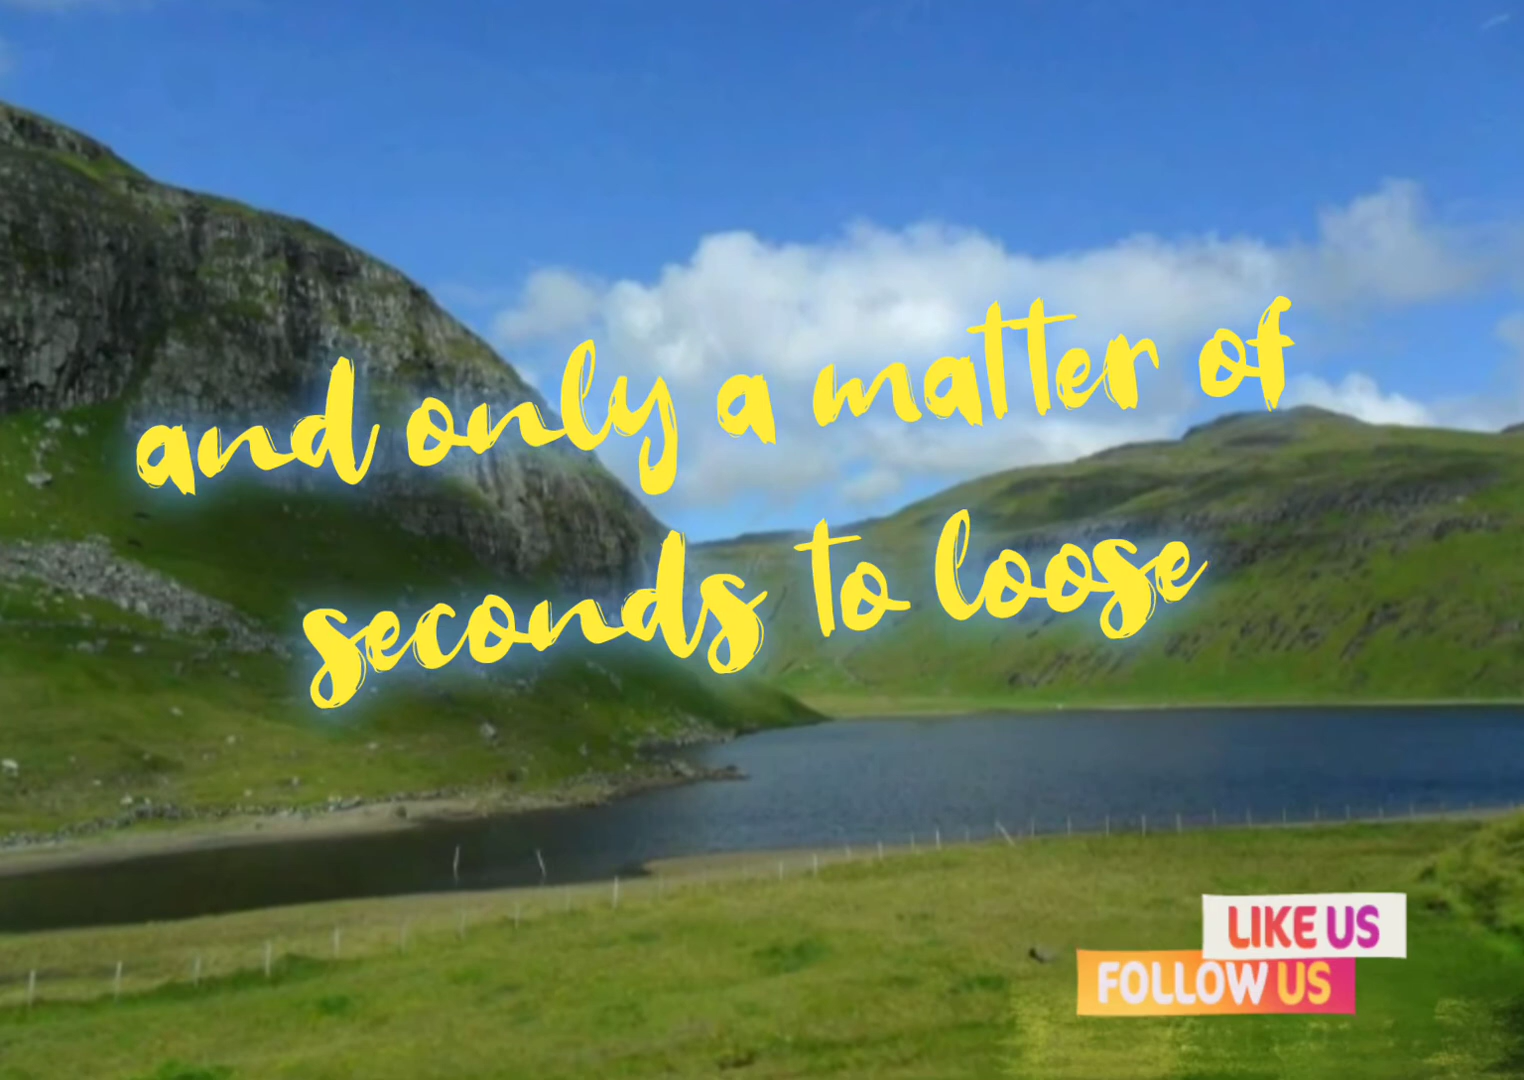 and only a matter of
seconds to loose
LIKE US
FOLLOW US